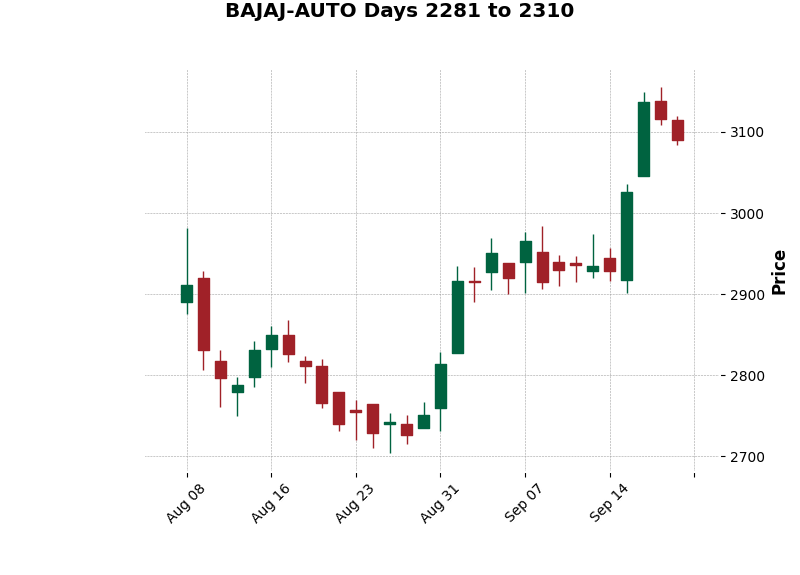 BAJAJ-AUTO Days 2281 to 2310
3100
3000
2900
2800
2700
Price
Aug 08
Aug 16
Aug 23
Aug 31
Sep 07
Sep 14